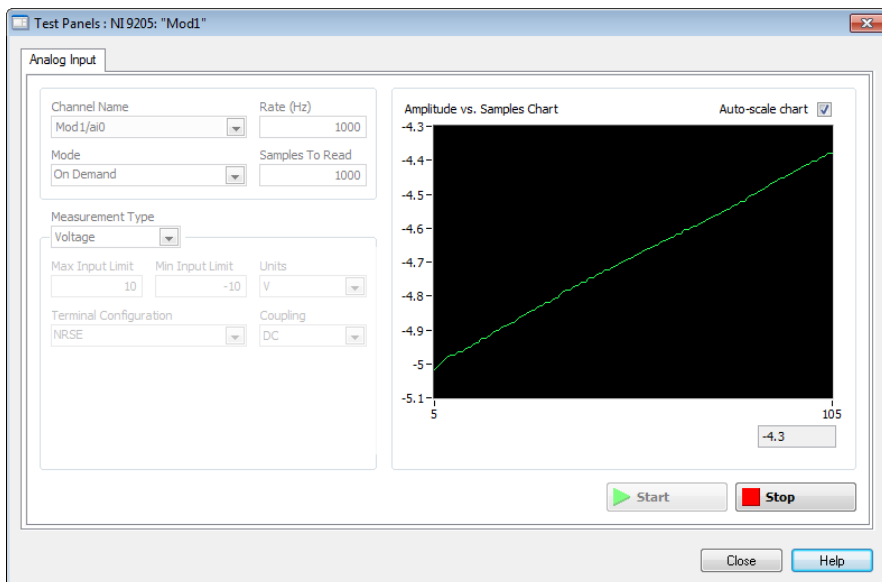 Test Panels : NI 9205: "Mod1"
Analog Input
Channel Name
Rate (Hz)
Mod1/ai0
1000
Mode
Samples To Read
On Demand
1000
Measurement Type
Voltage
Max Input Limit
Min Input Limit
Units
10
-10
V
Terminal Configuration
Coupling
NRSE
DC
Amplitude vs. Samples Chart
Auto-scale chart
-4.3
-4.4
-4.5
-4.6
-4.7
-4.8
-4.9
-5
-5.1
5
105
-4.3
Start
Stop
Close
Help